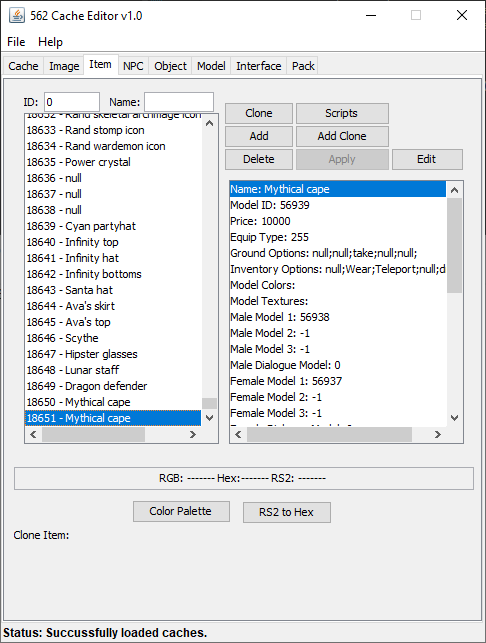 562 Cache Editor v1.0
File Help
Cache Image Item NPC Object Model Interface Pack
ID: 0 Name:
Clone Scripts
Add Add Clone
Delete Apply Edit
18632 - Rand skeletal archmage icon
18633 - Rand stomp icon
18634 - Rand wardemon icon
18635 - Power crystal
18636 - null
18637 - null
18638 - null
18639 - Cyan partyhat
18640 - Infinity top
18641 - Infinity hat
18642 - Infinity bottoms
18643 - Santa hat
18644 - Ava's skirt
18645 - Ava's top
18646 - Scythe
18647 - Hipster glasses
18648 - Lunar staff
18649 - Dragon defender
18650 - Mythical cape
18651 - Mythical cape
Name: Mythical cape
Model ID: 56939
Price: 10000
Equip Type: 255
Ground Options: null;null;take;null;null;
Inventory Options: null;Wear;Teleport;null;d
Model Colors:
Model Textures:
Male Model 1: 56938
Male Model 2: -1
Male Model 3: -1
Male Dialogue Model: 0
Female Model 1: 56937
Female Model 2: -1
Female Model 3: -1
RGB: ------- Hex:------- RS2: -------
Color Palette RS2 to Hex
Clone Item:
Status: Succussfully loaded caches.